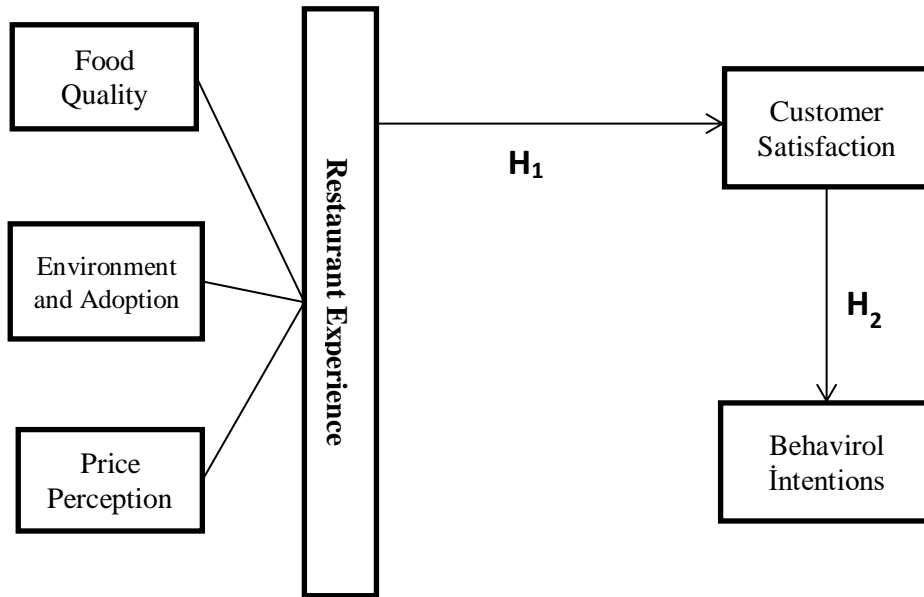 Food
Quality
Environment
and Adoption
Price
Perception
Restaurant Experience
H1
Customer
Satisfaction
H2
Behavirol
İntentions